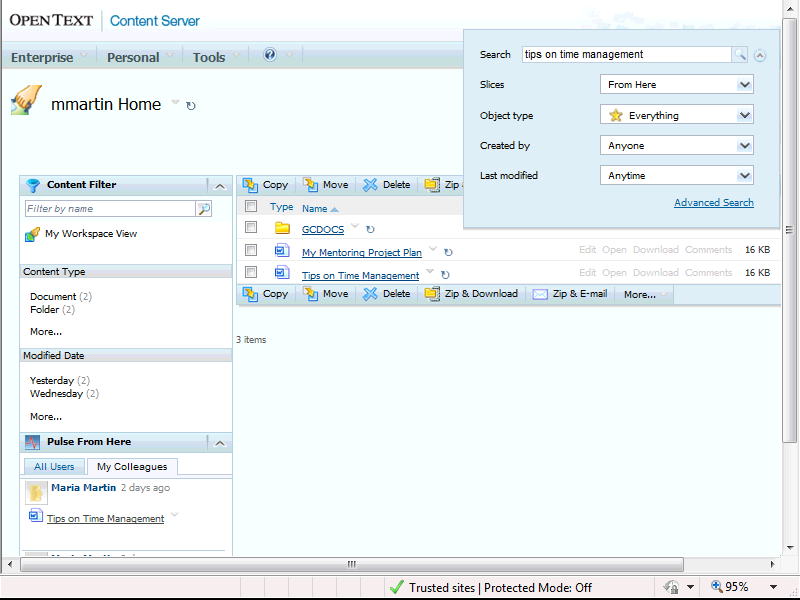 OPEN TEXT | Content Server
Enterprise Personal Tools
Search tips on time management
Slices From Here
Object type Everything
Created by Anyone
Last modified Anytime
Advanced Search
mmartin Home
Content Filter
Filter by name
My Workspace View
Content Type
Document (2)
Folder (2)
More...
Modified Date
Yesterday (2)
Wednesday (2)
More...
Pulse From Here
All Users My Colleagues
Maria Martin 2 days ago
Tips on Time Management
Copy Move Delete Zip
Type Name
GCDOCS
My Mentoring Project Plan Edit Open Download Comments 16 KB
Tips on Time Management Edit Open Download Comments 16 KB
Copy Move Delete Zip & Download Zip & E-mail More...
3 items
Trusted sites | Protected Mode: Off 95%